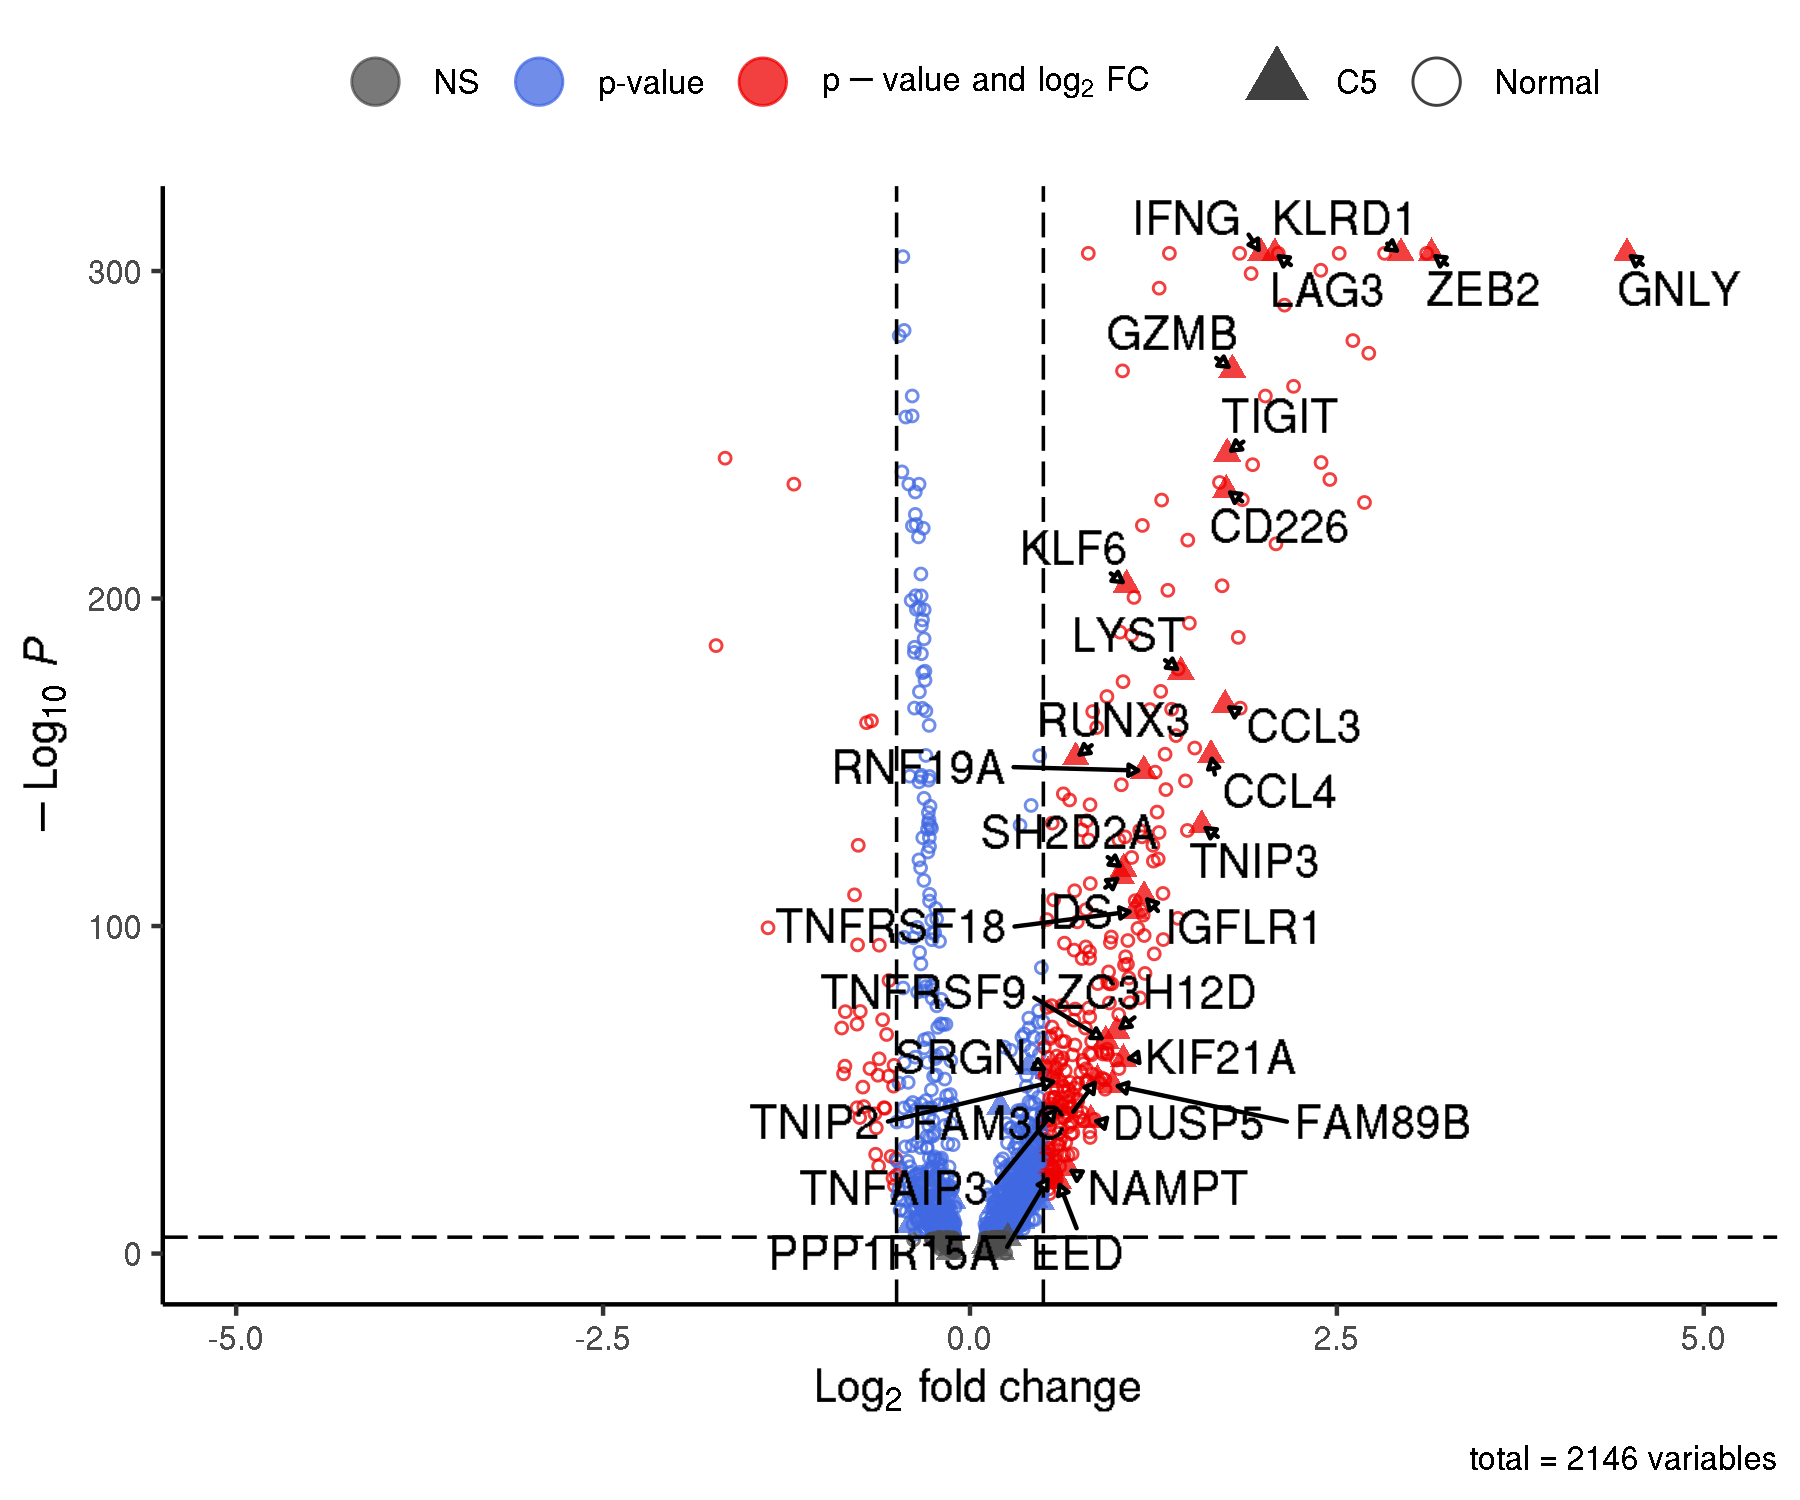 NS p-value p − value and log2 FC C5 Normal
IFNG KLRD1
300
LAG3 ZEB2 GNLY
GZMB
TIGIT
CD226
KLF6
200
LYST
RUNX3 CCL3
RNF19A
CCL4
SH2D2A
TNIP3
DS
TNFRSF18 IGFLR1
100
TNFRSF9 ZC3H12D
SRGN KIF21A
TNIP2 FAM3C DUSP5 FAM89B
TNFAIP3 NAMPT
PPP1R15A EED
0
−Log10 P
-5.0 -2.5 0.0 2.5 5.0
Log2 fold change
total = 2146 variables